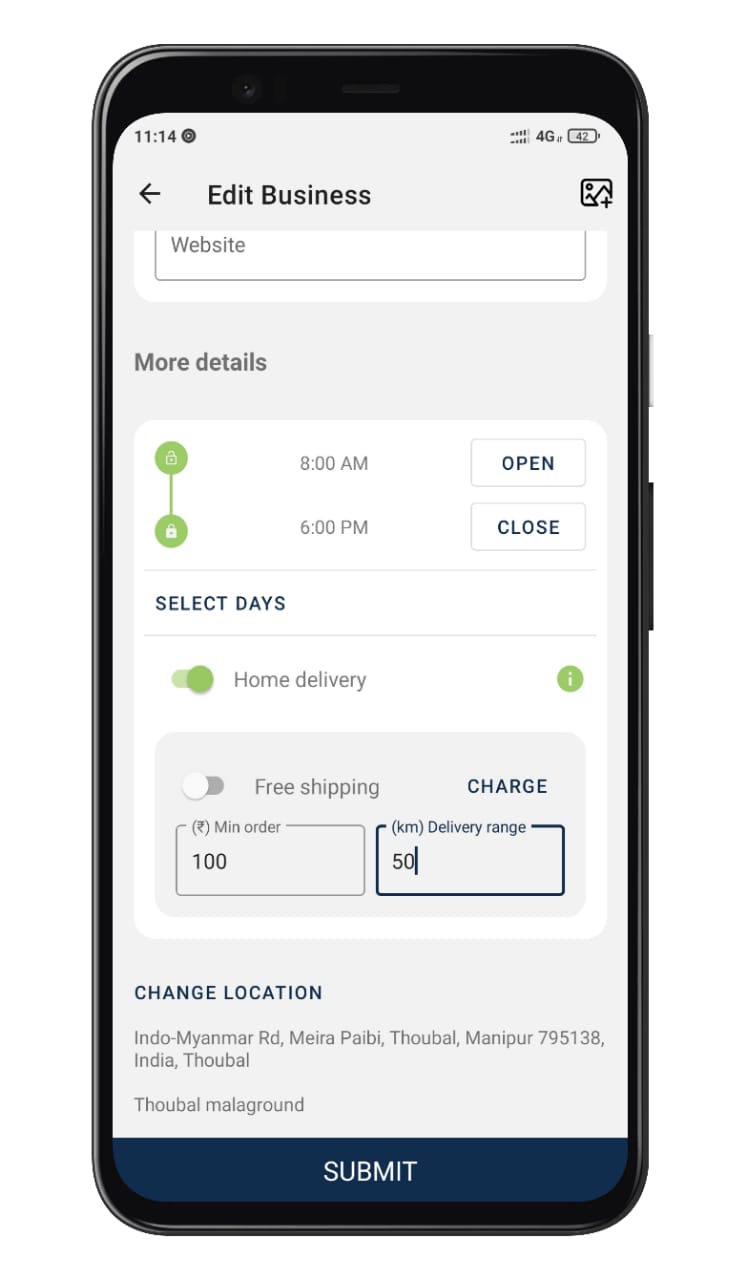 11:14 4G 42
Edit Business
Website
More details
8:00 AM OPEN
6:00 PM CLOSE
SELECT DAYS
Home delivery
Free shipping CHARGE
(₹) Min order (km) Delivery range
100 50
CHANGE LOCATION
Indo-Myanmar Rd, Meira Paibi, Thoubal, Manipur 795138,
India, Thoubal
Thoubal malaground
SUBMIT